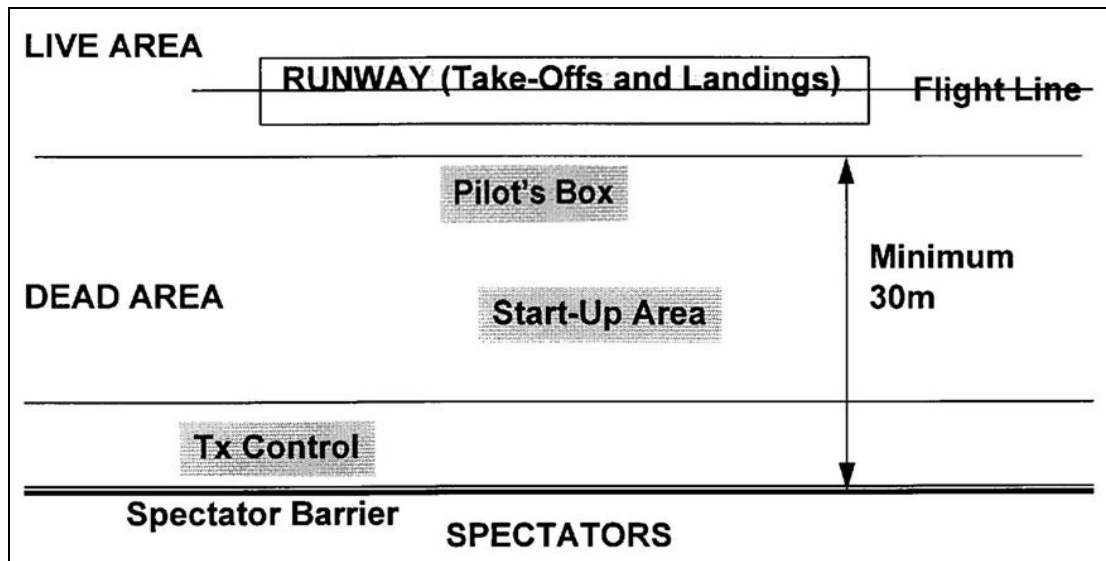 LIVE AREA
RUNWAY (Take-Offs and Landings)
Flight Line
Pilot's Box
Minimum
30m
DEAD AREA
Start-Up Area
Tx Control
Spectator Barrier
SPECTATORS